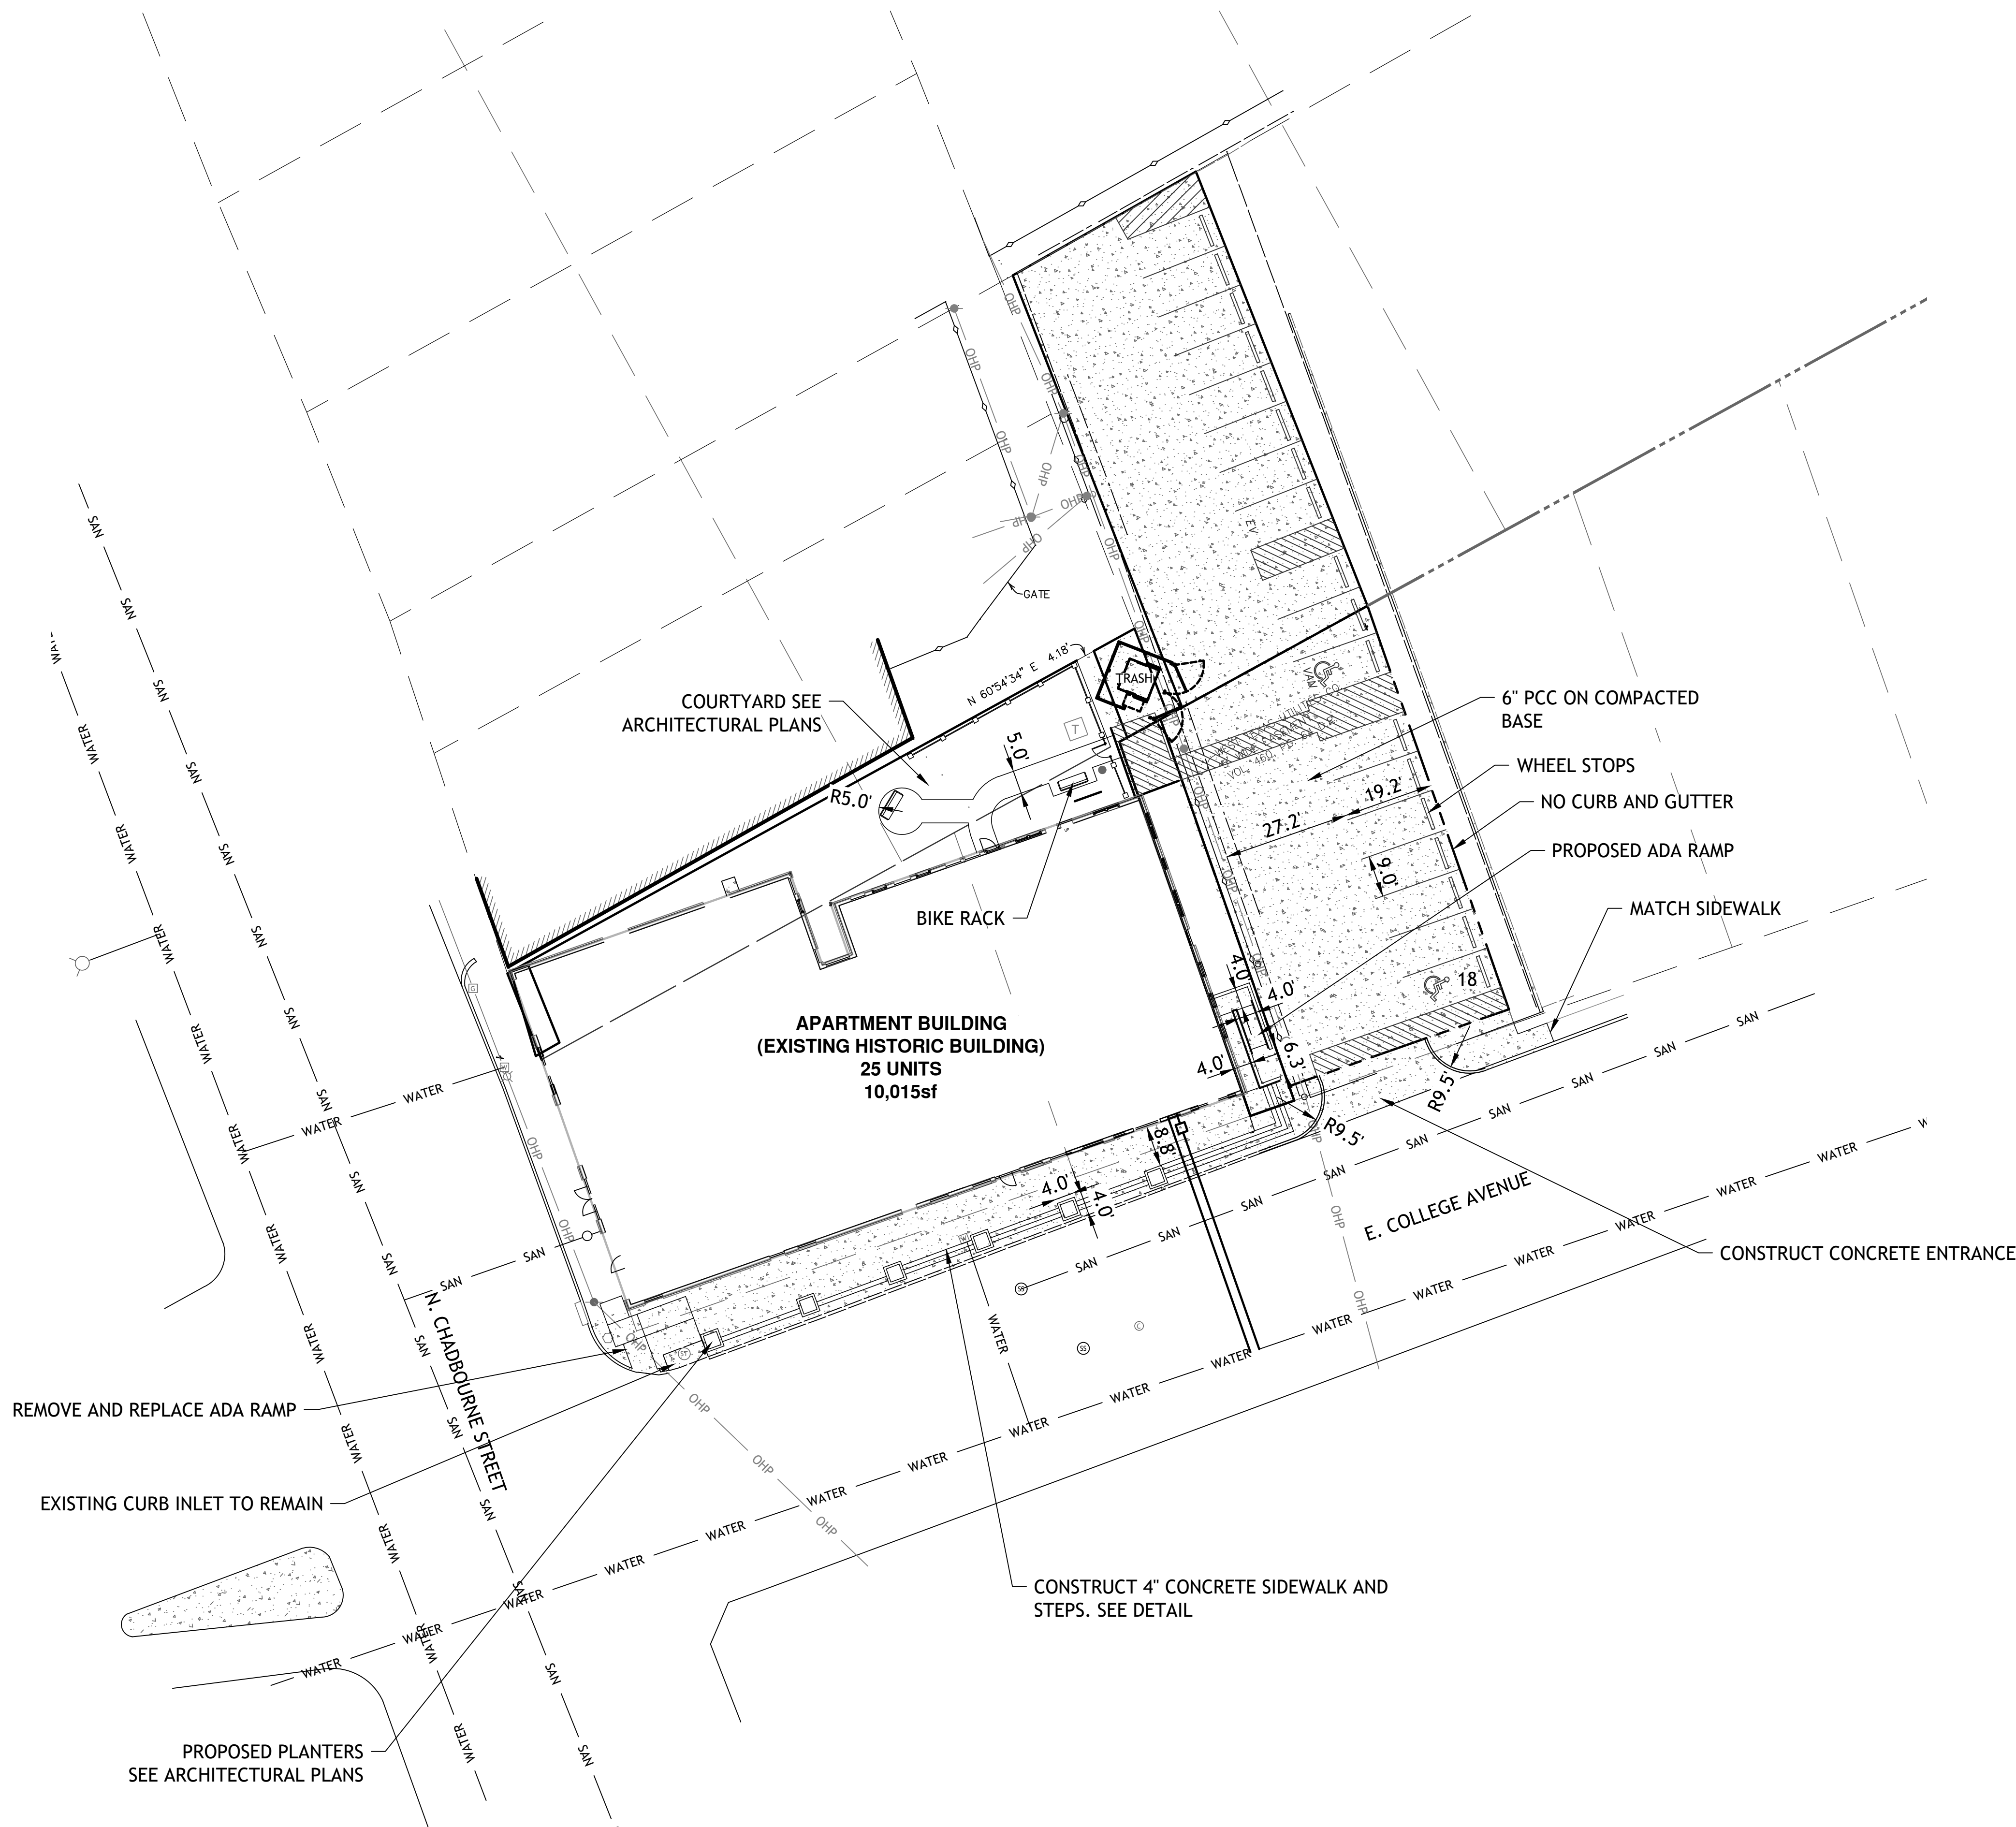 GATE
N 60°54'34" E 4.18'
TRASH
COURTYARD SEE
ARCHITECTURAL PLANS
5.0'
R5.0'
T
EV
VAN
6" PCC ON COMPACTED
BASE
WHEEL STOPS
NO CURB AND GUTTER
PROPOSED ADA RAMP
MATCH SIDEWALK
19.2'
27.2'
9.0'
18
BIKE RACK
4.0'
4.0'
4.0'
6.3'
R9.5'
R9.5'
8.8'
4.0'
4.0'
APARTMENT BUILDING
(EXISTING HISTORIC BUILDING)
25 UNITS
10,015sf
E. COLLEGE AVENUE
CONSTRUCT CONCRETE ENTRANCE
N. CHADBOURNE STREET
REMOVE AND REPLACE ADA RAMP
EXISTING CURB INLET TO REMAIN
CONSTRUCT 4" CONCRETE SIDEWALK AND
STEPS. SEE DETAIL
PROPOSED PLANTERS
SEE ARCHITECTURAL PLANS
WATER
SAN
OHP
SS
SS
ST
C
G